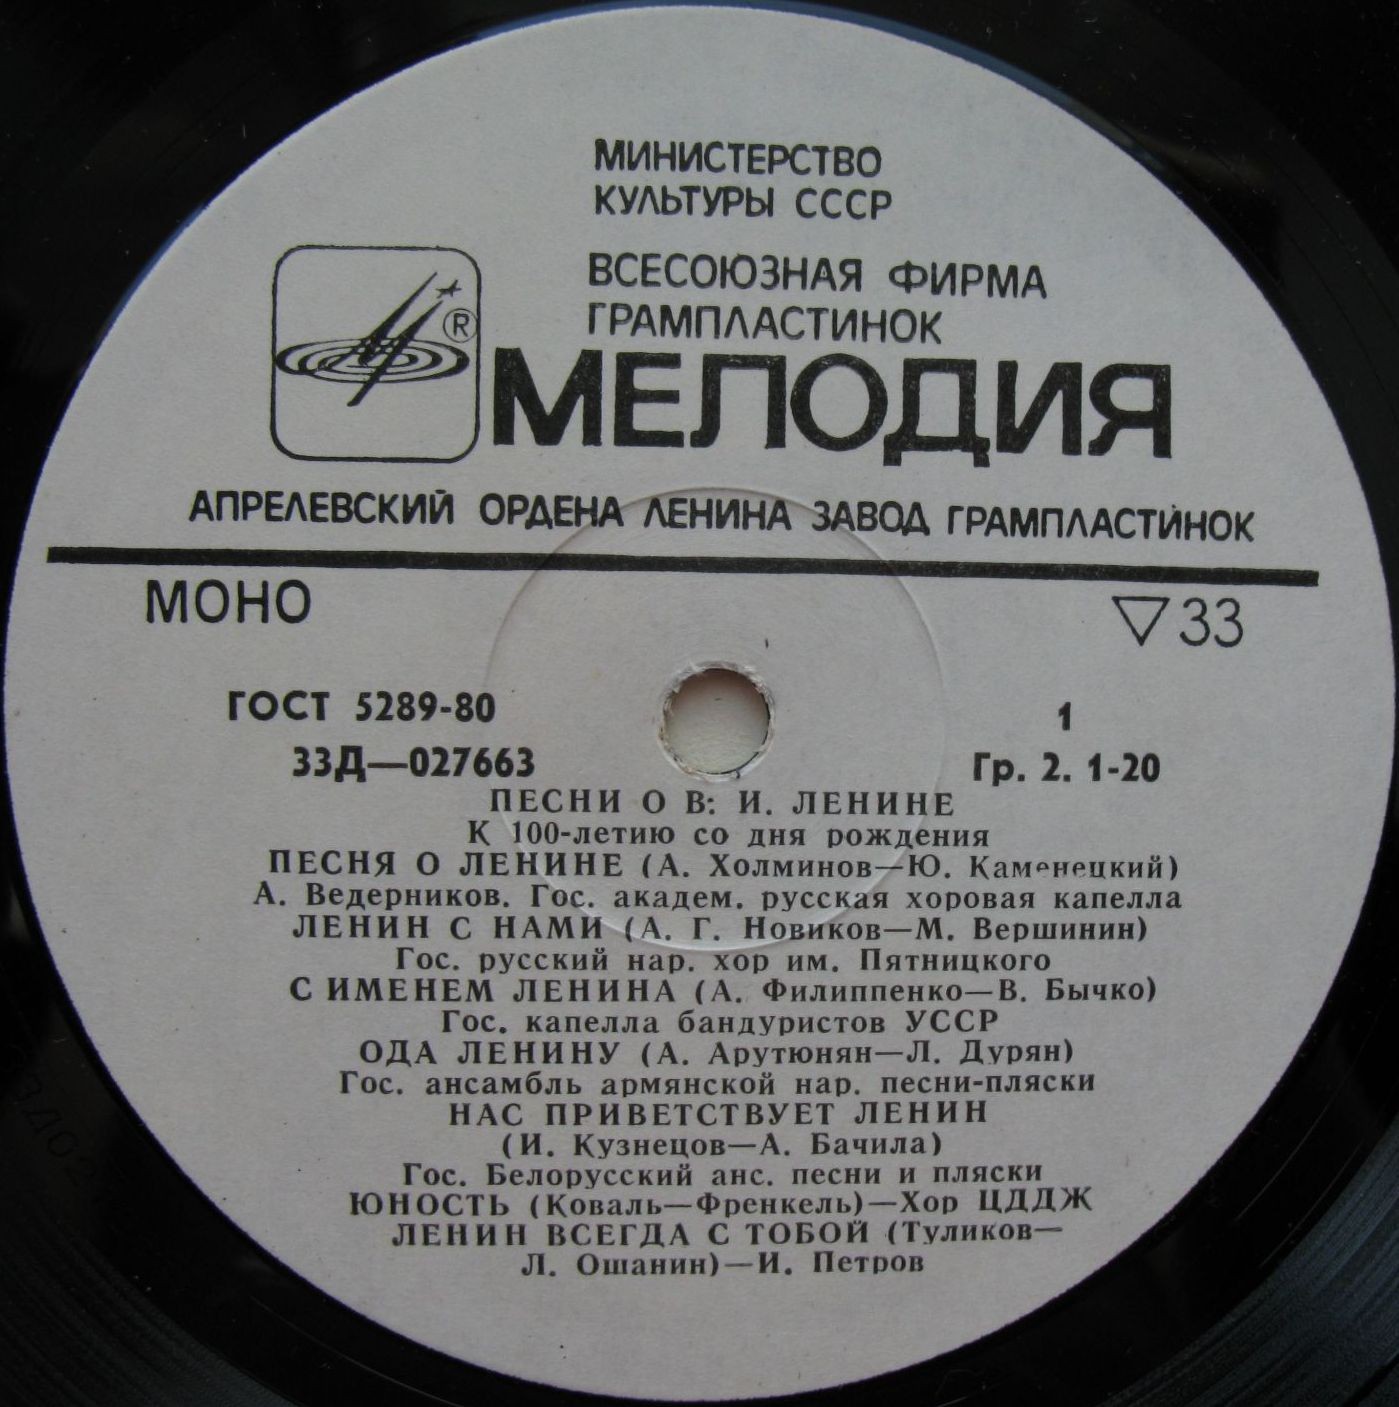 МИНИСТЕРСТВО
КУЛЬТУРЫ СССР
ВСЕСОЮЗНАЯ ФИРМА
ГРАМПЛАСТИНОК
®
МЕЛОДИЯ
АПРЕЛЕВСКИЙ ОРДЕНА ЛЕНИНА ЗАВОД ГРАМПЛАСТИНОК
МОНО ▽33
ГОСТ 5289-80 1
33Д—027663 Гр. 2. 1-20
ПЕСНИ О В: И. ЛЕНИНЕ
К 100-летию со дня рождения
ПЕСНЯ О ЛЕНИНЕ (А. Холминов—Ю. Каменецкий)
А. Ведерников. Гос. академ. русская хоровая капелла
ЛЕНИН С НАМИ (А. Г. Новиков—М. Вершинин)
Гос. русский нар. хор им. Пятницкого
С ИМЕНЕМ ЛЕНИНА (А. Филиппенко—В. Бычко)
Гос. капелла бандуристов УССР
ОДА ЛЕНИНУ (А. Арутюнян—Л. Дурян)
Гос. ансамбль армянской нар. песни-пляски
НАС ПРИВЕТСТВУЕТ ЛЕНИН
(И. Кузнецов—А. Бачила)
Гос. Белорусский анс. песни и пляски
ЮНОСТЬ (Коваль—Френкель)—Хор ЦДДЖ
ЛЕНИН ВСЕГДА С ТОБОЙ (Туликов—
Л. Ошанин)—И. Петров